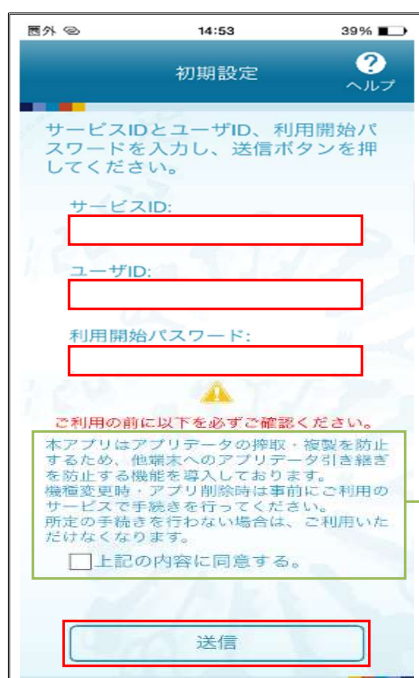 圏外
14:53
39%
初期設定
?
ヘルプ
サービスIDとユーザID、利用開始パ
スワードを入力し、送信ボタンを押
してください。
サービスID:
ユーザID:
利用開始パスワード:
ご利用の前に以下を必ずご確認ください。
本アプリはアプリデータの搾取・複製を防止
するため、他端末へのアプリデータ引き継ぎ
を防止する機能を導入しております。
機種変更時・アプリ削除時は事前にご利用の
サービスで手続きを行ってください。
所定の手続きを行わない場合は、ご利用いた
だけなくなります。
上記の内容に同意する。
送信